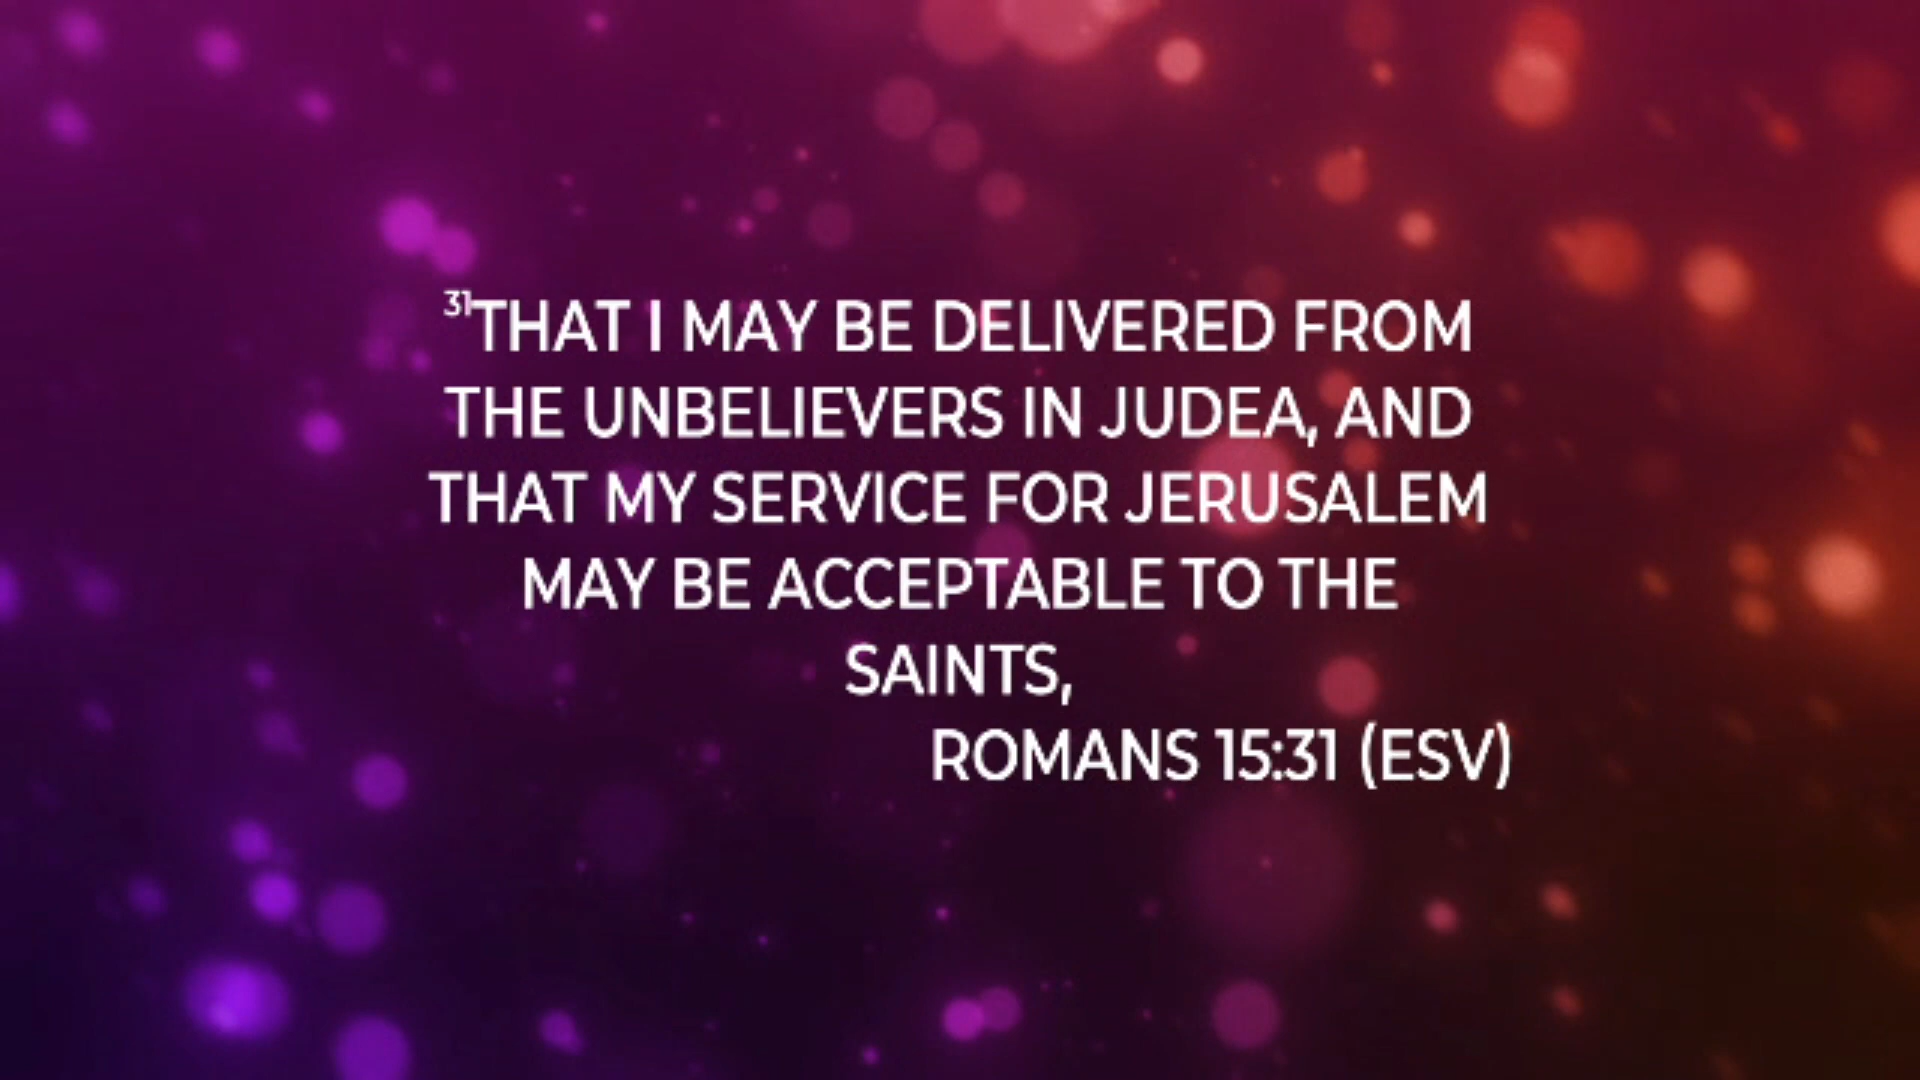 31THAT I MAY BE DELIVERED FROM
THE UNBELIEVERS IN JUDEA, AND
THAT MY SERVICE FOR JERUSALEM
MAY BE ACCEPTABLE TO THE
SAINTS,
ROMANS 15:31 (ESV)